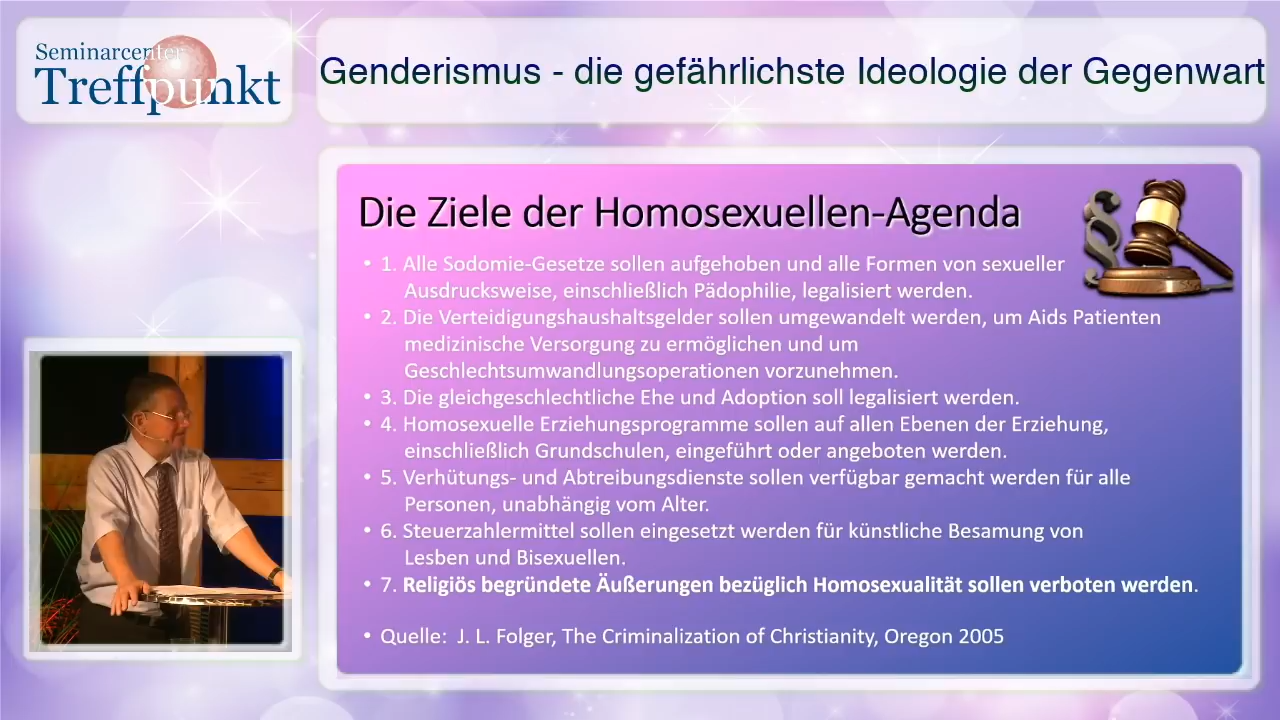 Seminarcenter
Treffpunkt
Genderismus - die gefährlichste Ideologie der Gegenwart
Die Ziele der Homosexuellen-Agenda
• 1. Alle Sodomie-Gesetze sollen aufgehoben und alle Formen von sexueller
Ausdrucksweise, einschließlich Pädophilie, legalisiert werden.
• 2. Die Verteidigungshaushaltsgelder sollen umgewandelt werden, um Aids Patienten
medizinische Versorgung zu ermöglichen und um
Geschlechtsumwandlungsoperationen vorzunehmen.
• 3. Die gleichgeschlechtliche Ehe und Adoption soll legalisiert werden.
• 4. Homosexuelle Erziehungsprogramme sollen auf allen Ebenen der Erziehung,
einschließlich Grundschulen, eingeführt oder angeboten werden.
• 5. Verhütungs- und Abtreibungsdienste sollen verfügbar gemacht werden für alle
Personen, unabhängig vom Alter.
• 6. Steuerzahlermittel sollen eingesetzt werden für künstliche Besamung von
Lesben und Bisexuellen.
• 7. Religiös begründete Äußerungen bezüglich Homosexualität sollen verboten werden.
• Quelle: J. L. Folger, The Criminalization of Christianity, Oregon 2005